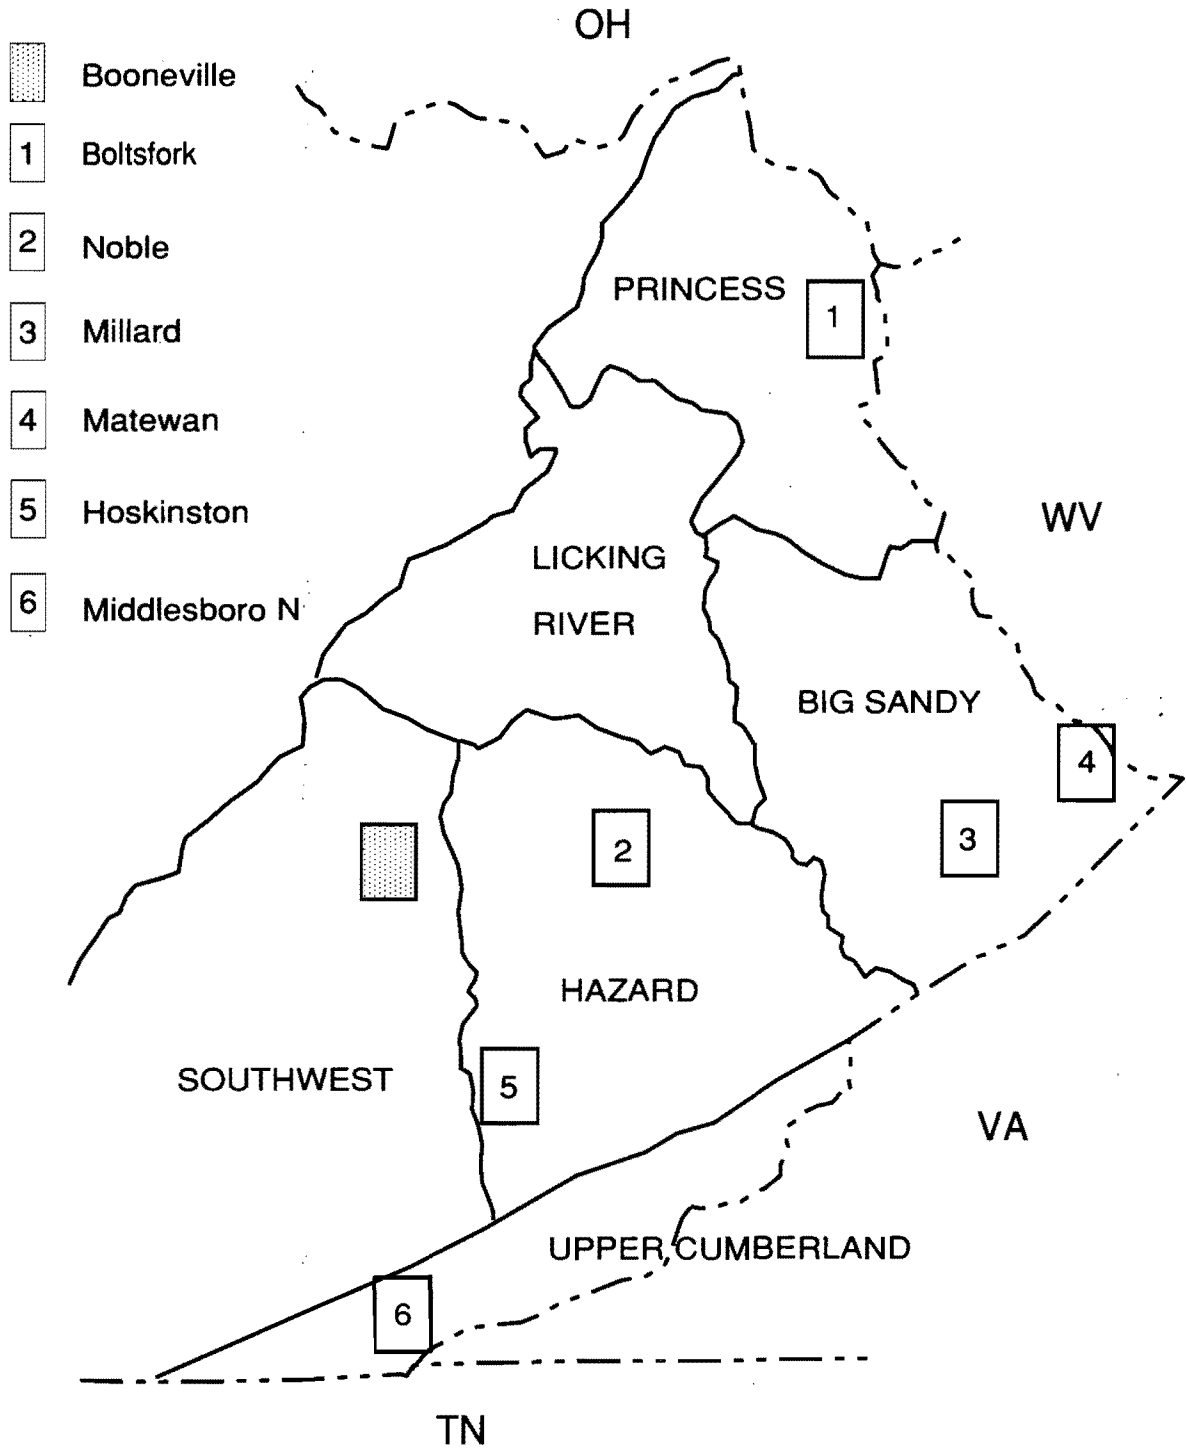 OH
Booneville
1 Boltsfork
2 Noble
3 Millard
4 Matewan
5 Hoskinston
6 Middlesboro N
PRINCESS
1
WV
LICKING
RIVER
BIG SANDY
4
3
2
HAZARD
SOUTHWEST
5
VA
UPPER CUMBERLAND
6
TN